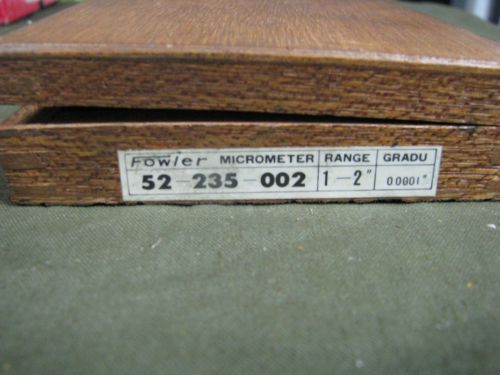 Fowler MICROMETER RANGE GRADU
52-235-002 1-2" 0.0001"